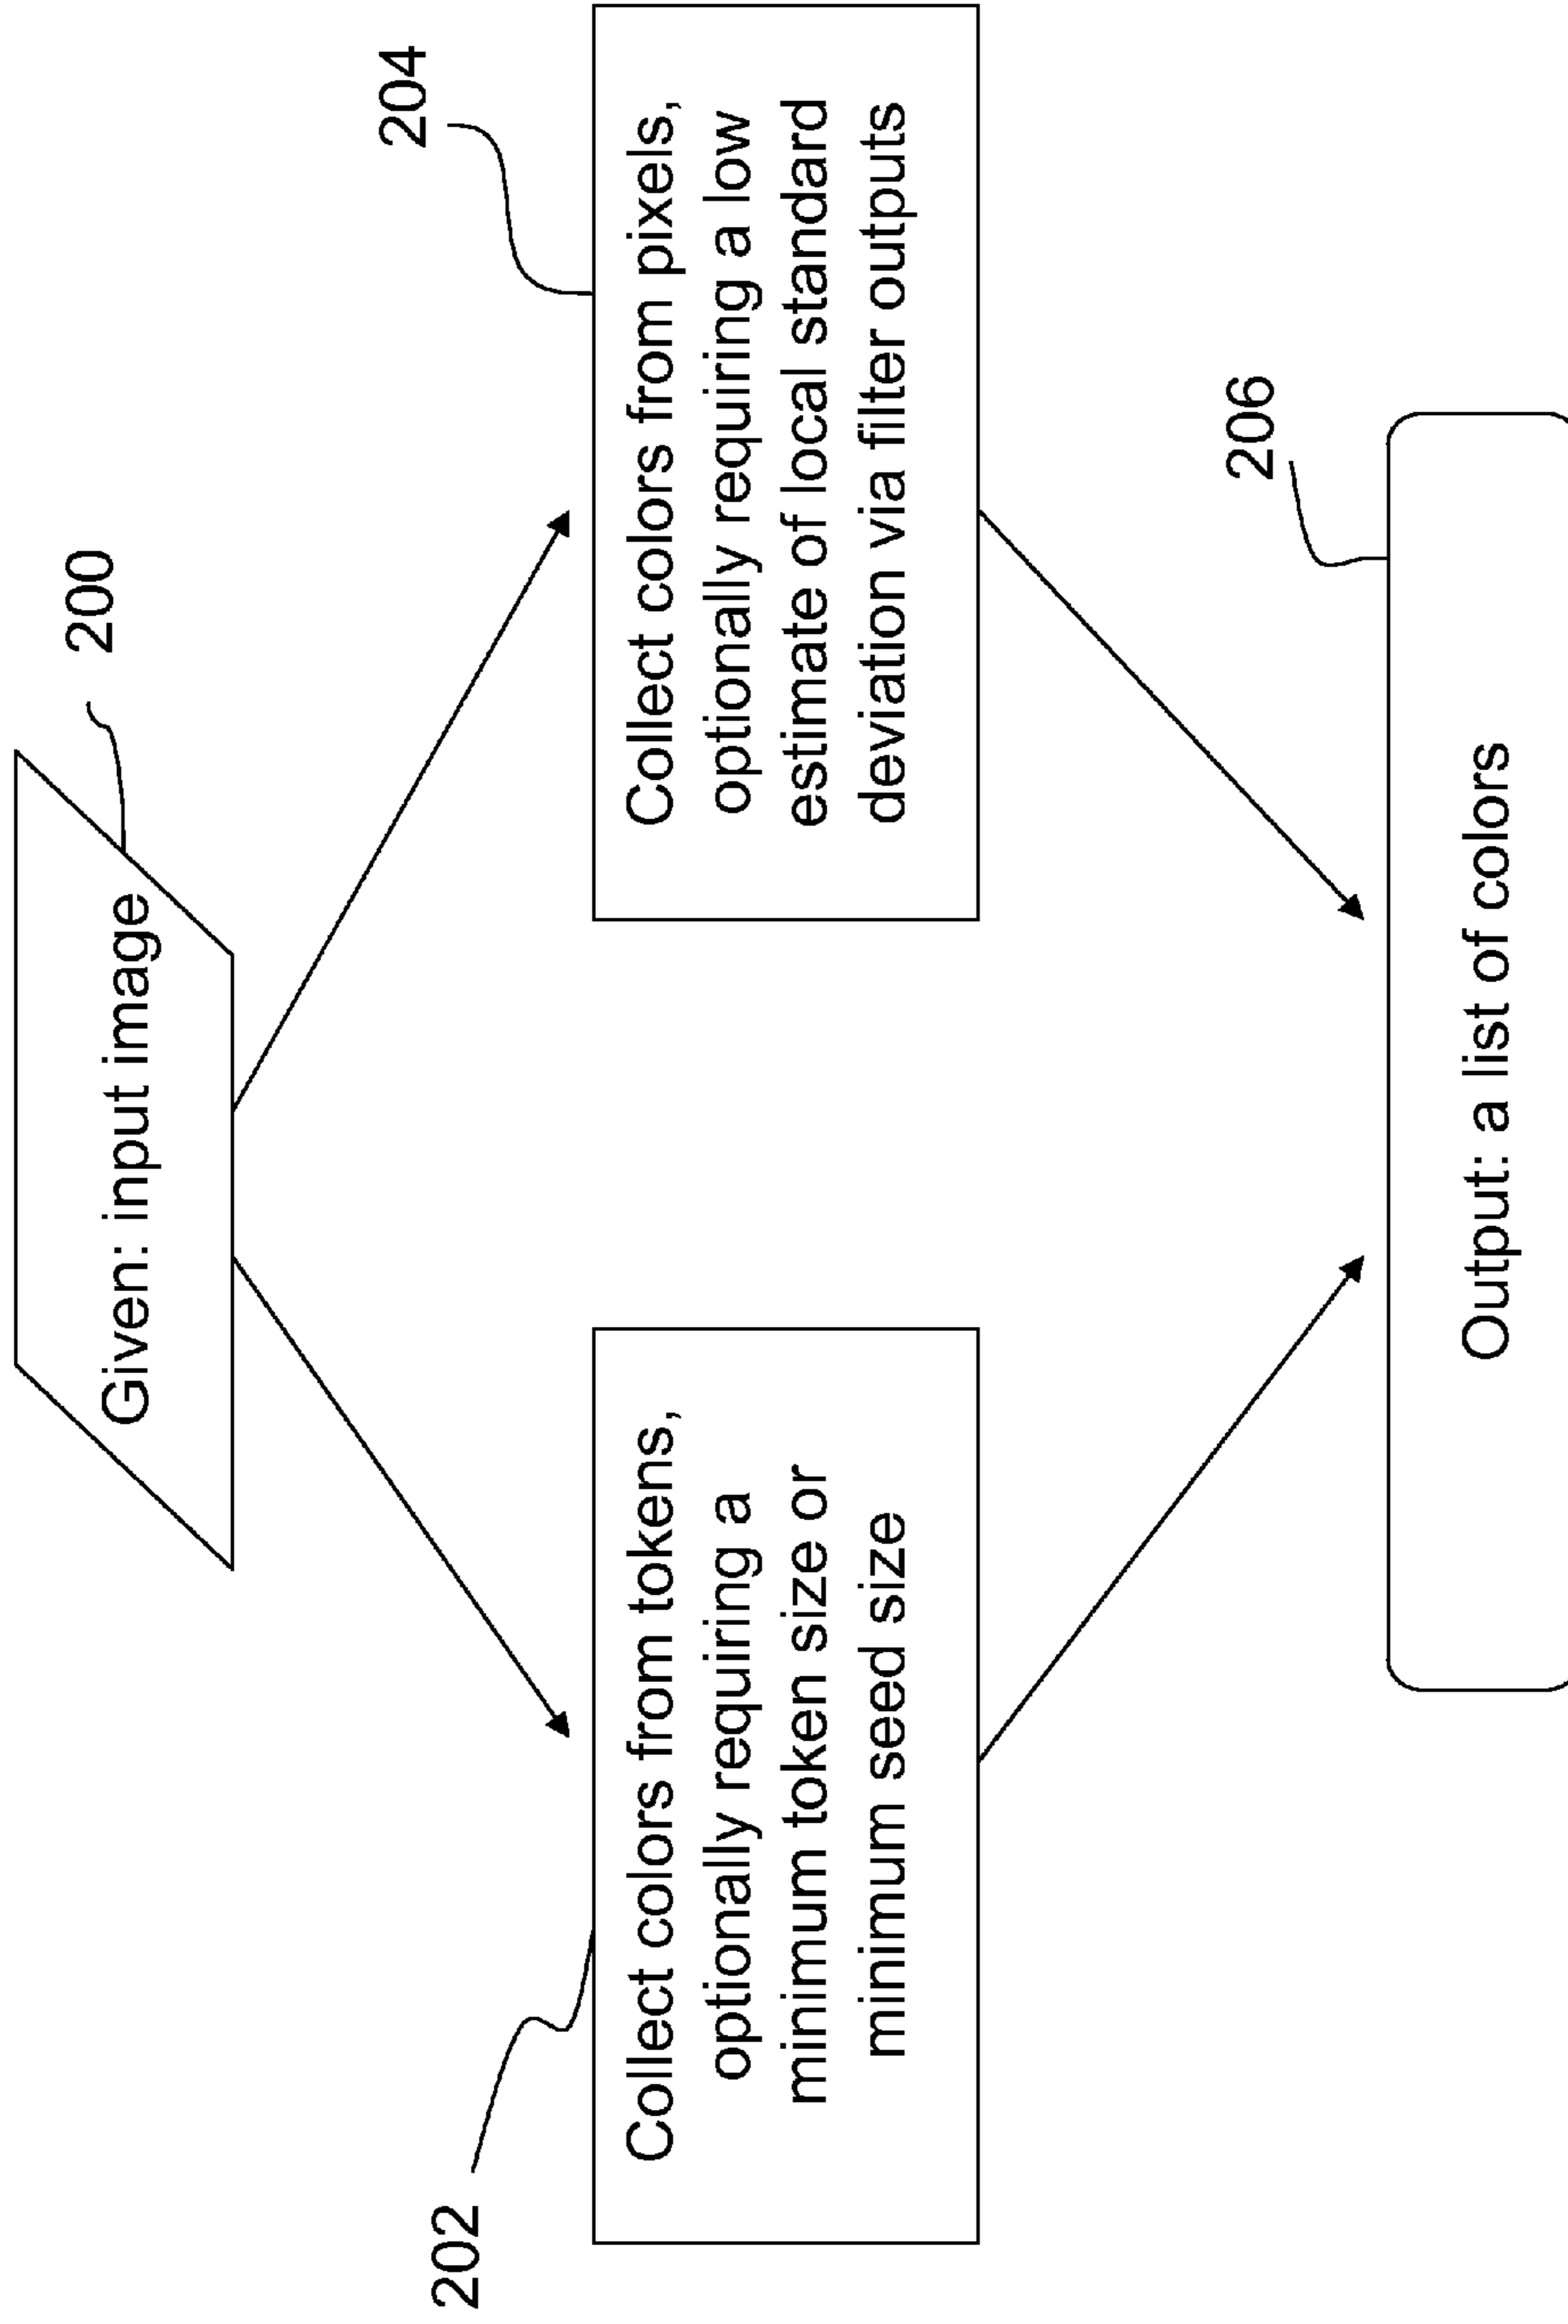 200
Given: input image
202
Collect colors from tokens,
optionally requiring a
minimum token size or
minimum seed size
204
Collect colors from pixels,
optionally requiring a low
estimate of local standard
deviation via filter outputs
206
Output: a list of colors